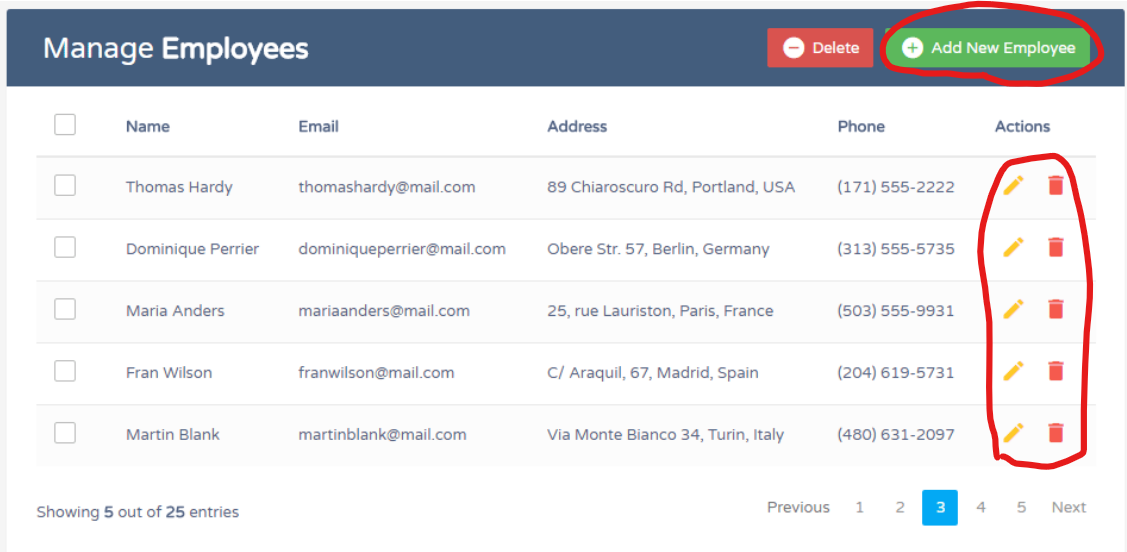 Manage Employees Delete Add New Employee
Name Email Address Phone Actions
Thomas Hardy thomashardy@mail.com 89 Chiaroscuro Rd, Portland, USA (171) 555-2222
Dominique Perrier dominiqueperrier@mail.com Obere Str. 57, Berlin, Germany (313) 555-5735
Maria Anders mariaanders@mail.com 25, rue Lauriston, Paris, France (503) 555-9931
Fran Wilson franwilson@mail.com C/ Araquil, 67, Madrid, Spain (204) 619-5731
Martin Blank martinblank@mail.com Via Monte Bianco 34, Turin, Italy (480) 631-2097
Showing 5 out of 25 entries Previous 1 2 3 4 5 Next